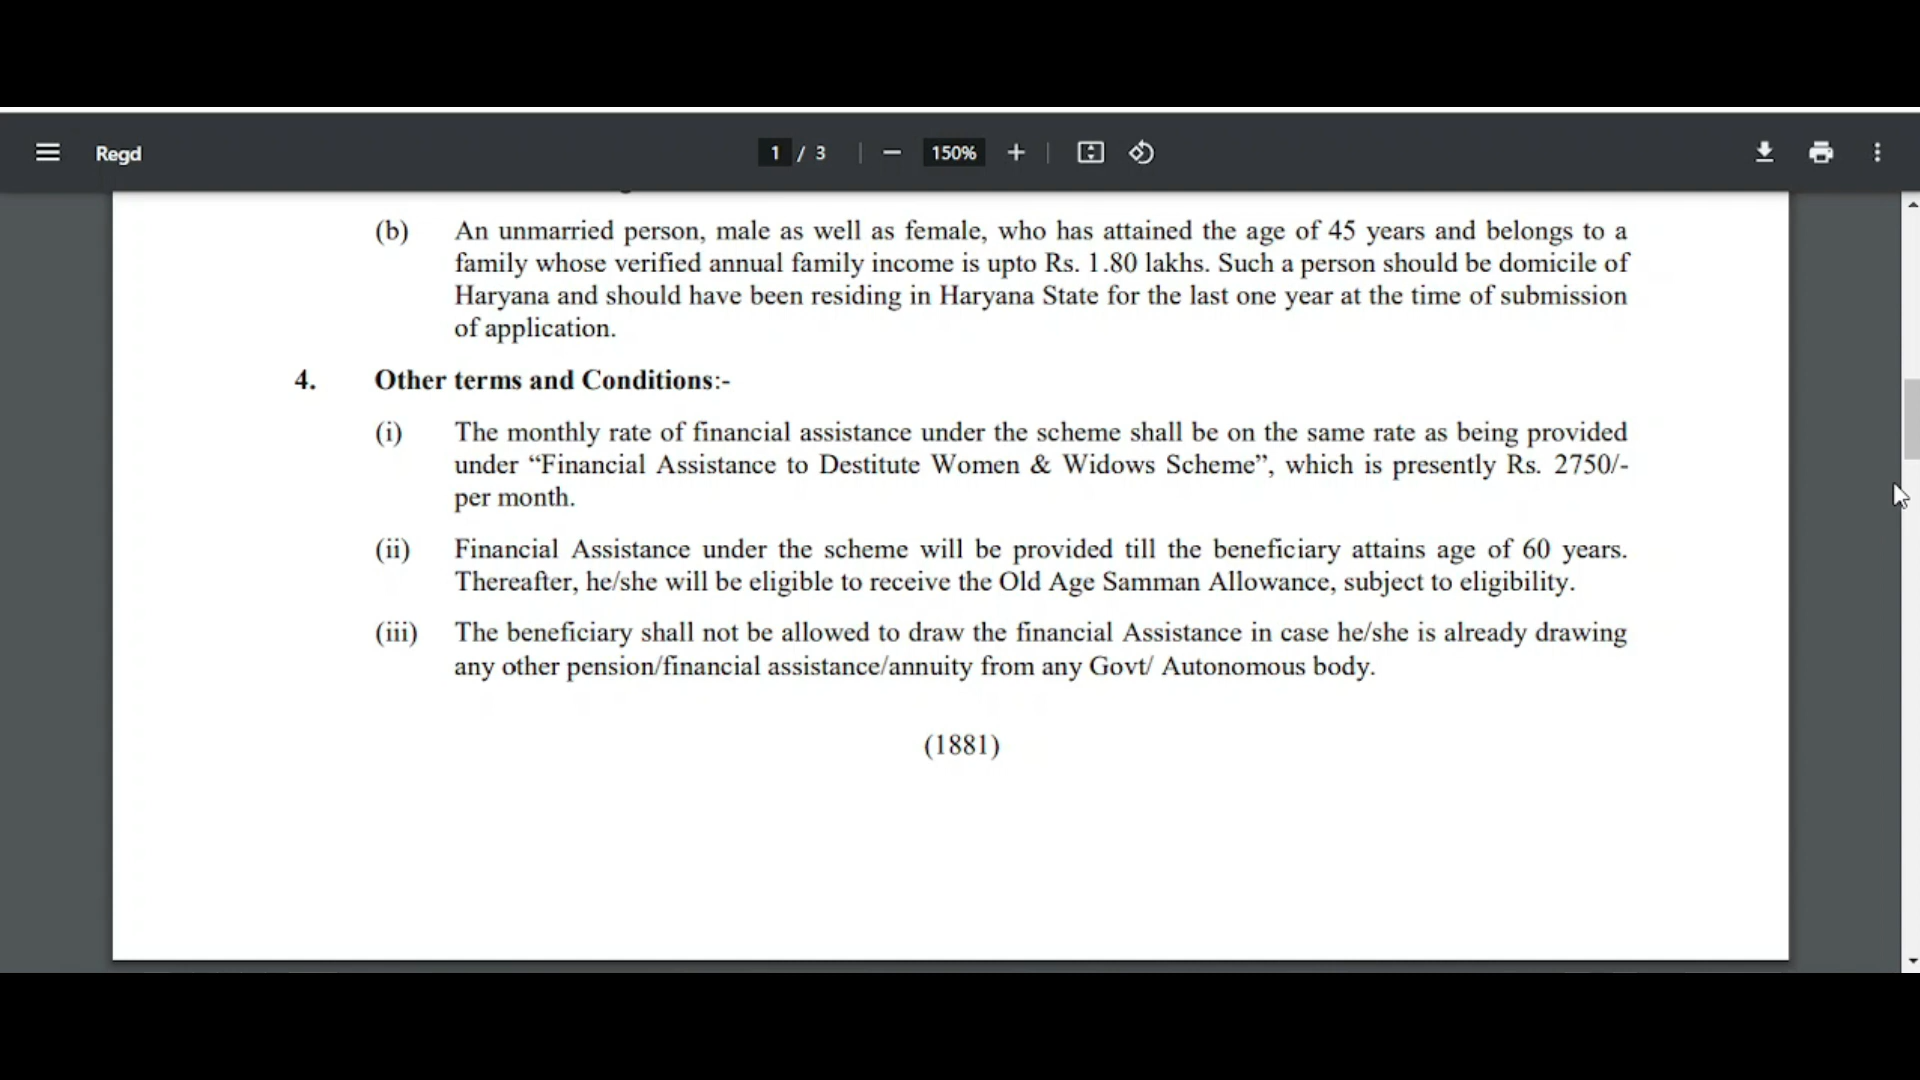 Regd
1 / 3
150%
(b) An unmarried person, male as well as female, who has attained the age of 45 years and belongs to a
family whose verified annual family income is upto Rs. 1.80 lakhs. Such a person should be domicile of
Haryana and should have been residing in Haryana State for the last one year at the time of submission
of application.
4. Other terms and Conditions:-
(i) The monthly rate of financial assistance under the scheme shall be on the same rate as being provided
under “Financial Assistance to Destitute Women & Widows Scheme”, which is presently Rs. 2750/-
per month.
(ii) Financial Assistance under the scheme will be provided till the beneficiary attains age of 60 years.
Thereafter, he/she will be eligible to receive the Old Age Samman Allowance, subject to eligibility.
(iii) The beneficiary shall not be allowed to draw the financial Assistance in case he/she is already drawing
any other pension/financial assistance/annuity from any Govt/ Autonomous body.
(1881)